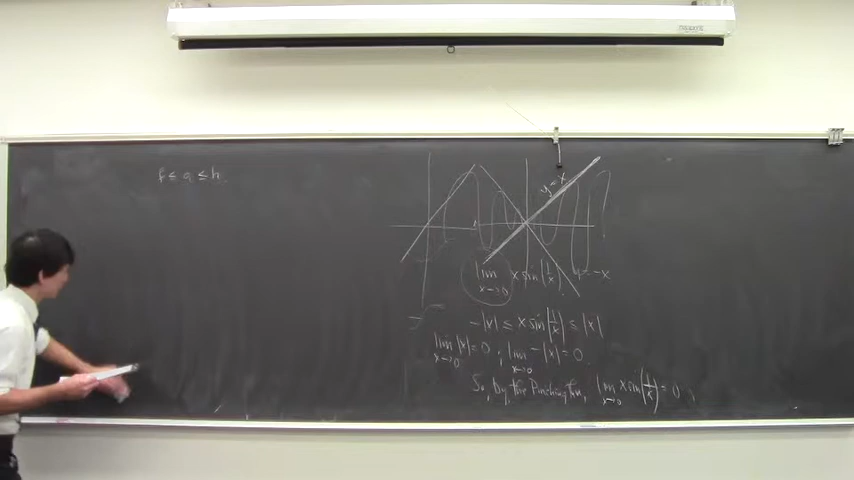 f ≤ g ≤ h
y = x
lim x sin(1/x)
x→0
y = -x
-|x| ≤ x sin(1/x) ≤ |x|
lim |x| = 0 ; lim -|x| = 0
x→0 x→0
So, by the Pinching thm, lim x sin(1/x) = 0
x→0